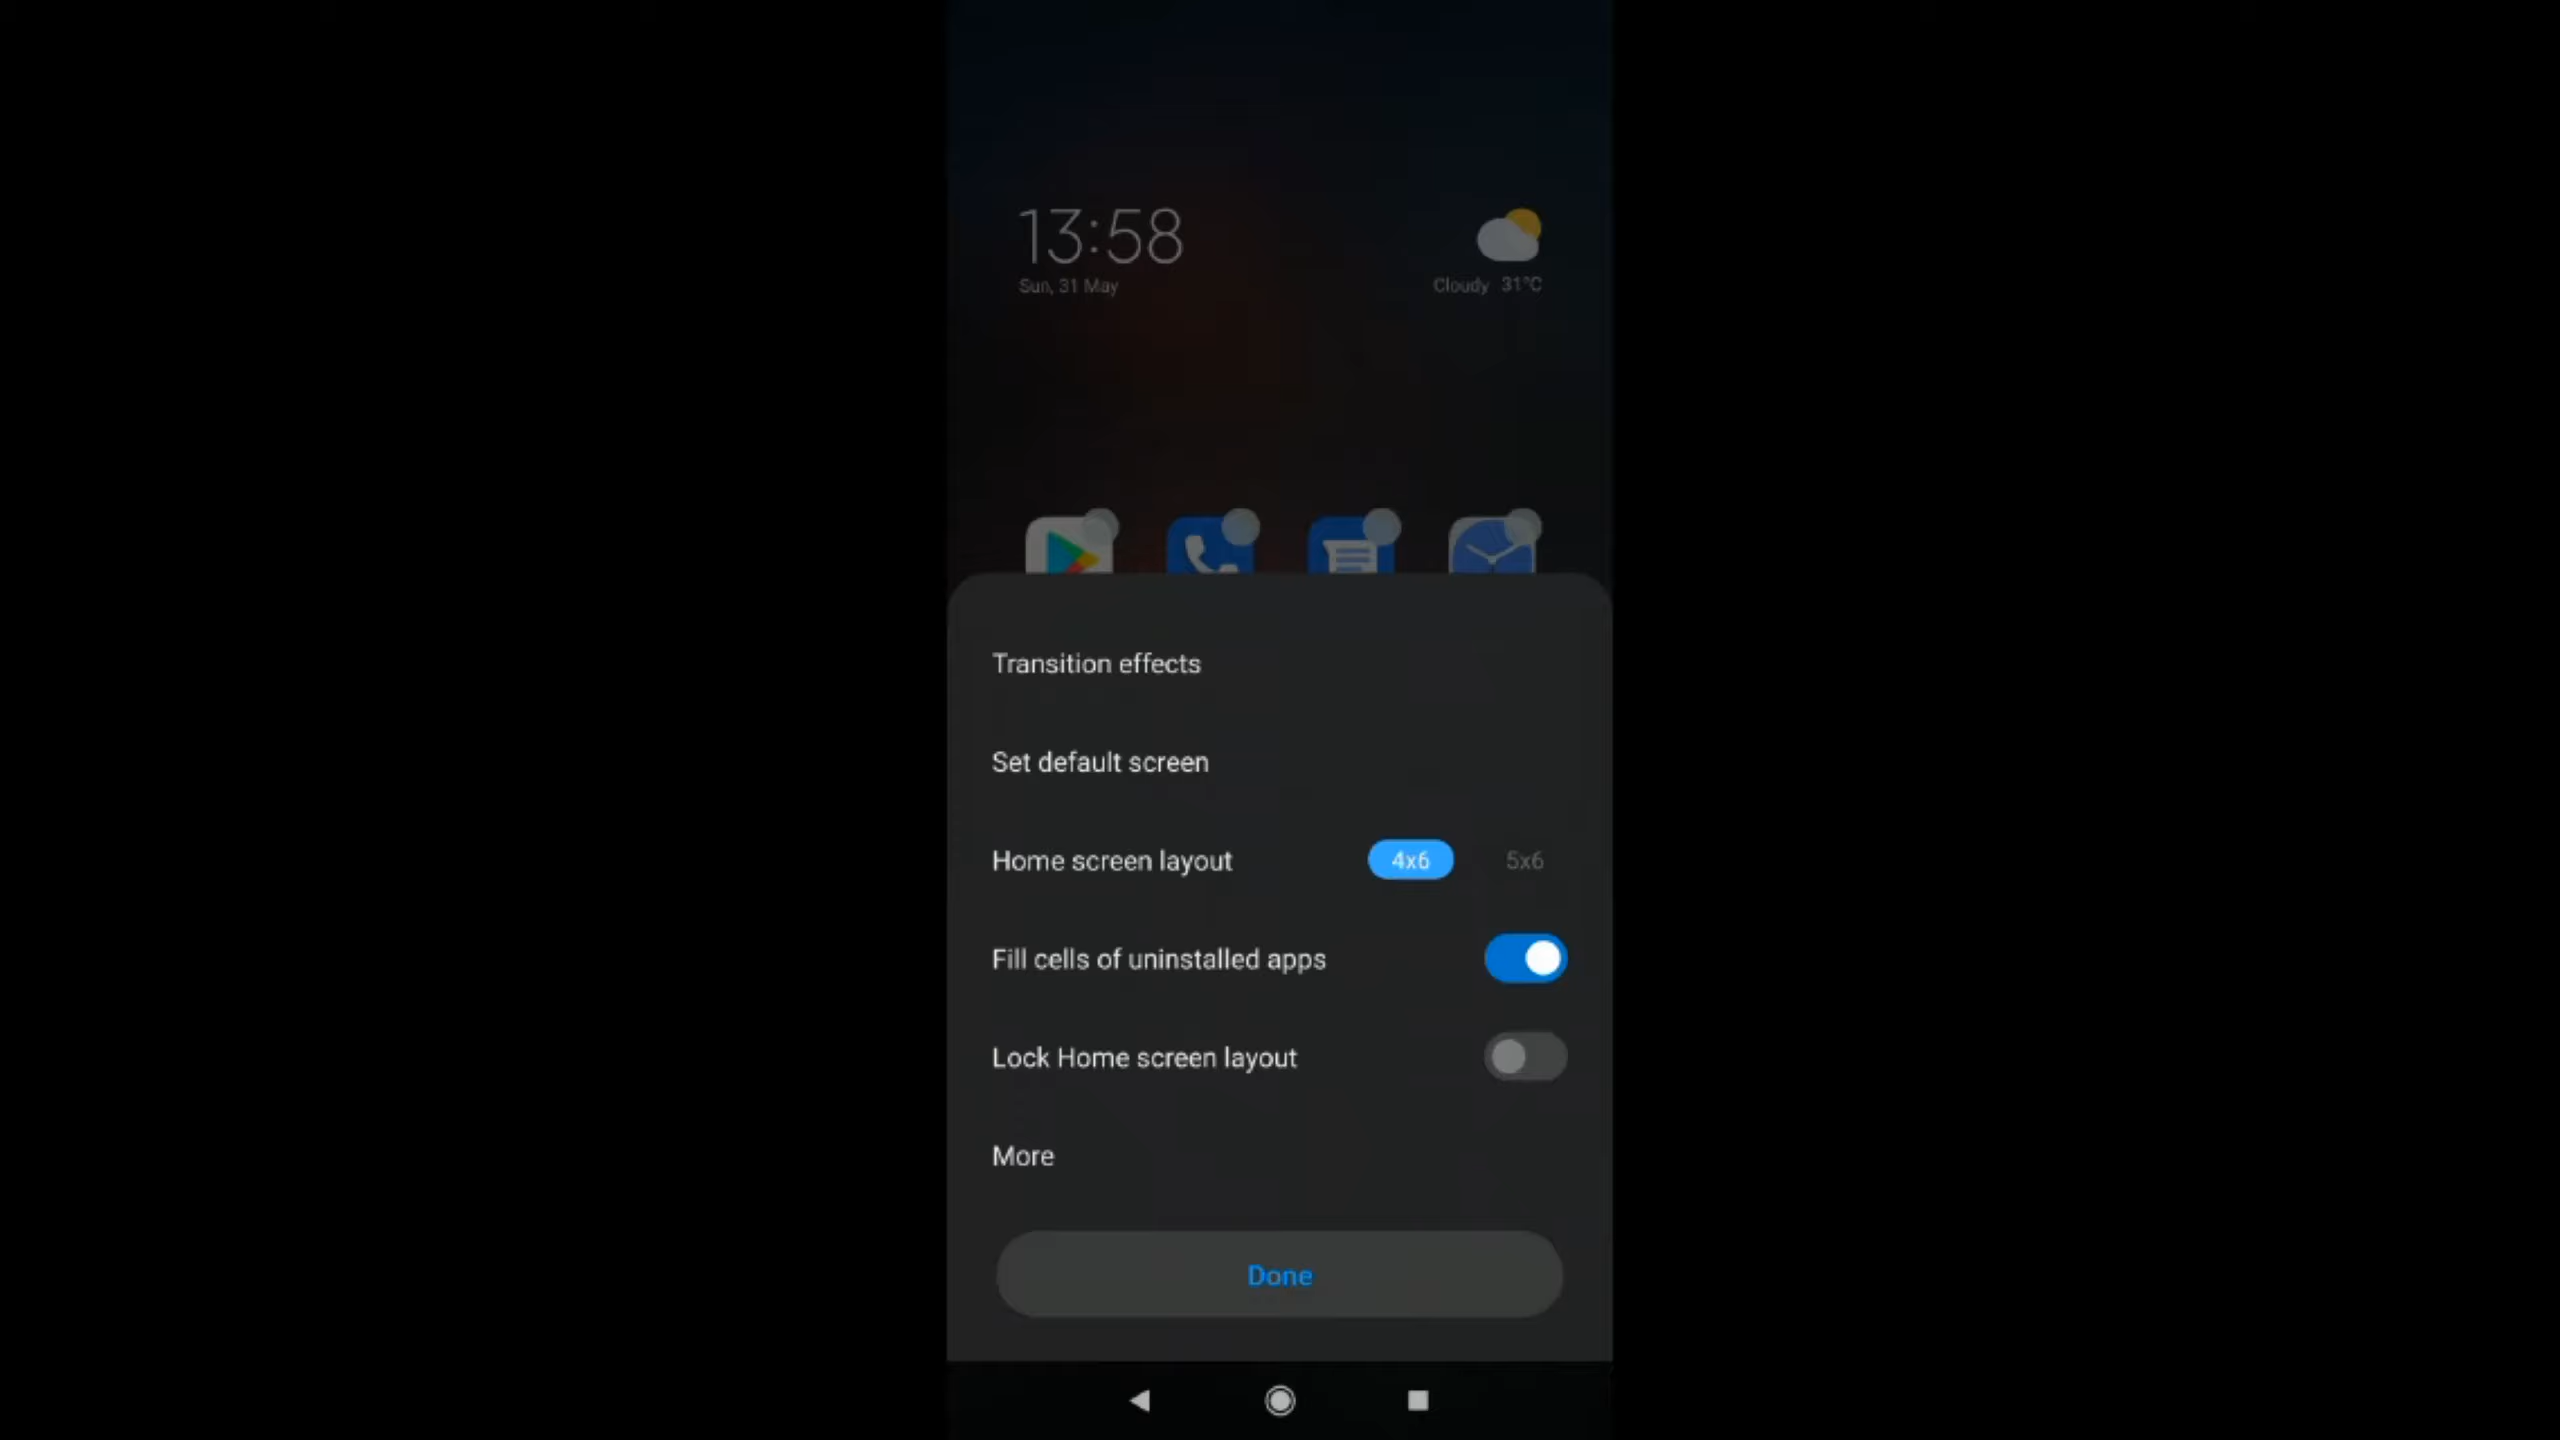 13:58
Sun, 31 May
Cloudy 31°C
Transition effects
Set default screen
Home screen layout 4x6 5x6
Fill cells of uninstalled apps
Lock Home screen layout
More
Done